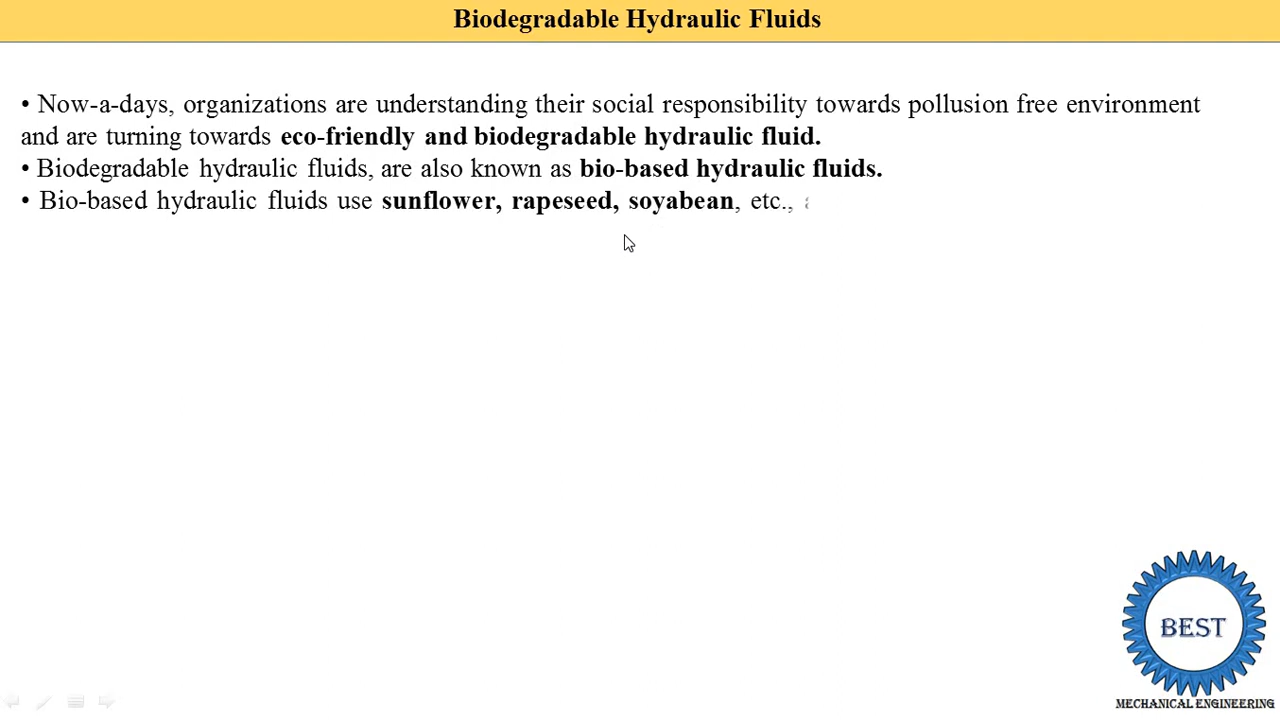 Biodegradable Hydraulic Fluids
• Now-a-days, organizations are understanding their social responsibility towards pollusion free environment
and are turning towards eco-friendly and biodegradable hydraulic fluid.
• Biodegradable hydraulic fluids, are also known as bio-based hydraulic fluids.
• Bio-based hydraulic fluids use sunflower, rapeseed, soyabean, etc.,
BEST
MECHANICAL ENGINEERING